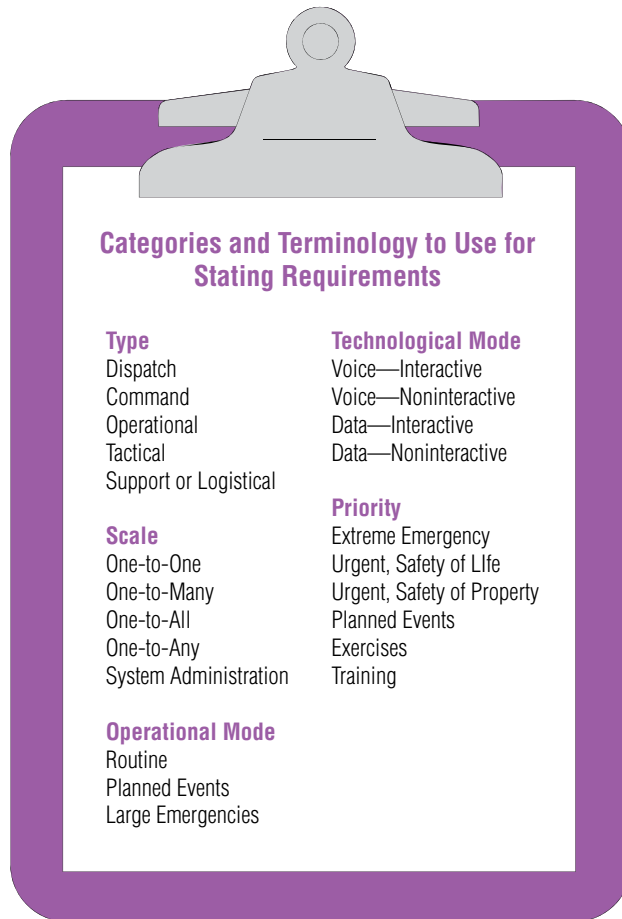 Categories and Terminology to Use for
Stating Requirements
Type
Dispatch
Command
Operational
Tactical
Support or Logistical
Scale
One-to-One
One-to-Many
One-to-All
One-to-Any
System Administration
Operational Mode
Routine
Planned Events
Large Emergencies
Technological Mode
Voice—Interactive
Voice—Noninteractive
Data—Interactive
Data—Noninteractive
Priority
Extreme Emergency
Urgent, Safety of LIfe
Urgent, Safety of Property
Planned Events
Exercises
Training